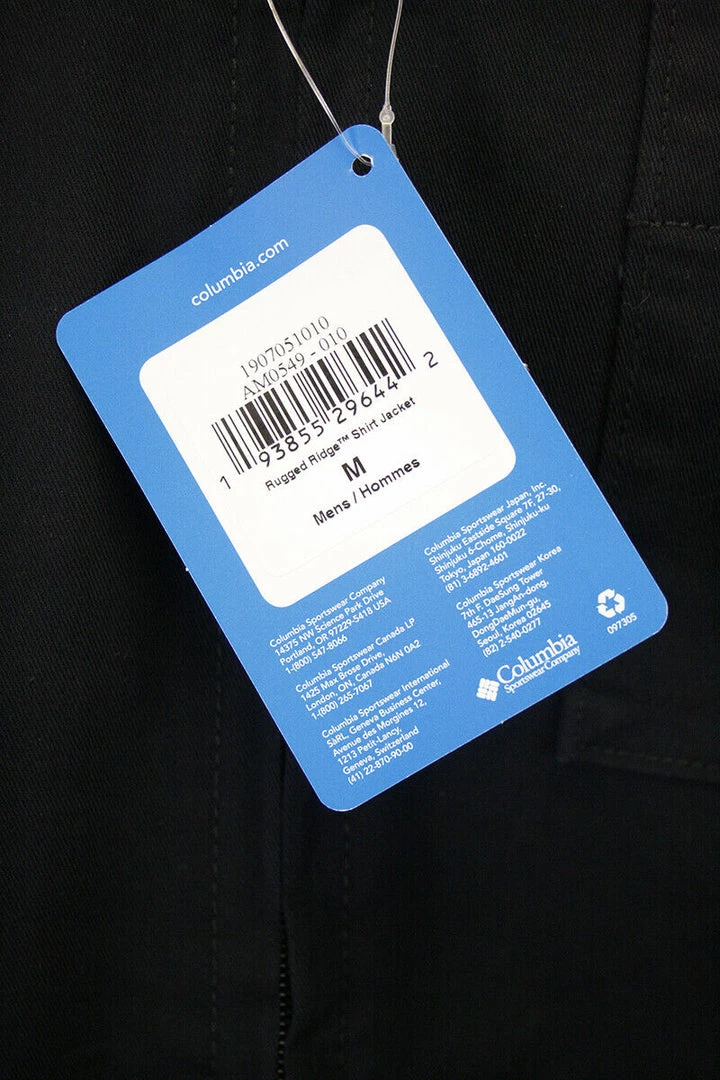 columbia.com
1907051010
AM0549 - 010
1 93855 29644 2
Rugged Ridge™ Shirt Jacket
M
Mens / Hommes
Columbia Sportswear Company
14375 NW Science Park Drive
Portland, OR 97229-5418 USA
1-(800) 547-8066
Columbia Sportswear Canada LP
1425 Max Brose Drive,
London, ON, Canada N6N 0A2
1-(800) 265-7067
Columbia Sportswear International
SàRL, Geneva Business Center,
Avenue des Morgines 12,
1213 Petit-Lancy,
Geneva, Switzerland
(41) 22-870-90-00
Columbia Sportswear Japan, Inc.
Shinjuku Eastside Square 7F, 27-30,
Shinjuku 6-Chome, Shinjuku-ku
Tokyo, Japan 160-0022
(81) 3-6892-4601
Columbia Sportswear Korea
7th F. DaeSung Tower
465-13 JangAn-dong,
DongDaeMun-gu,
Seoul, Korea 02645
(82) 2-540-0277
097305
Columbia
Sportswear Company